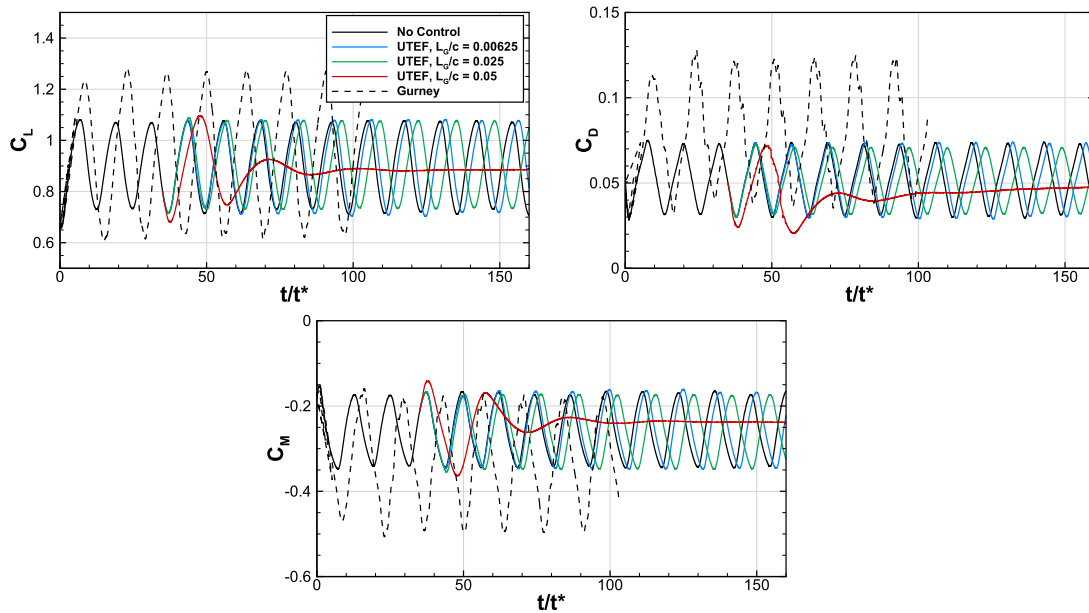 1.4
1.2
1
0.8
0.6
C_L
0
50
100
150
t/t*
No Control
UTEF, L_G/c = 0.00625
UTEF, L_G/c = 0.025
UTEF, L_G/c = 0.05
Gurney
0.15
0.1
0.05
0
C_D
0
50
100
150
t/t*
0
-0.2
-0.4
-0.6
C_M
0
50
100
150
t/t*